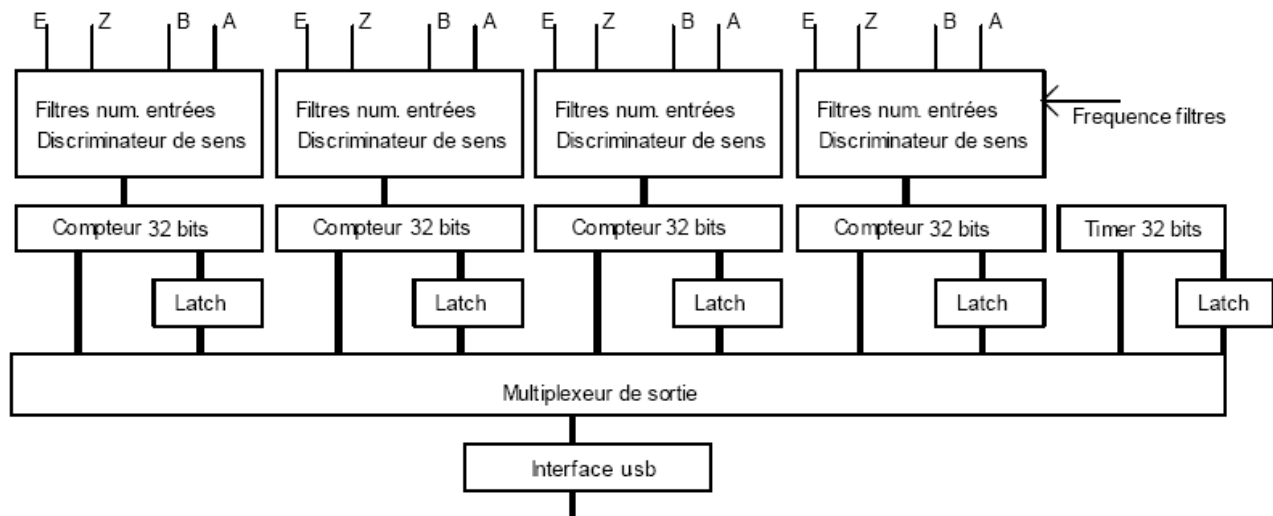 E Z B A E Z B A E Z B A E Z B A
Filtres num. entrées Filtres num. entrées Filtres num. entrées Filtres num. entrées
Frequence filtres
Discriminateur de sens Discriminateur de sens Discriminateur de sens Discriminateur de sens
Compteur 32 bits Compteur 32 bits Compteur 32 bits Compteur 32 bits Timer 32 bits
Latch Latch Latch Latch Latch
Multiplexeur de sortie
Interface usb